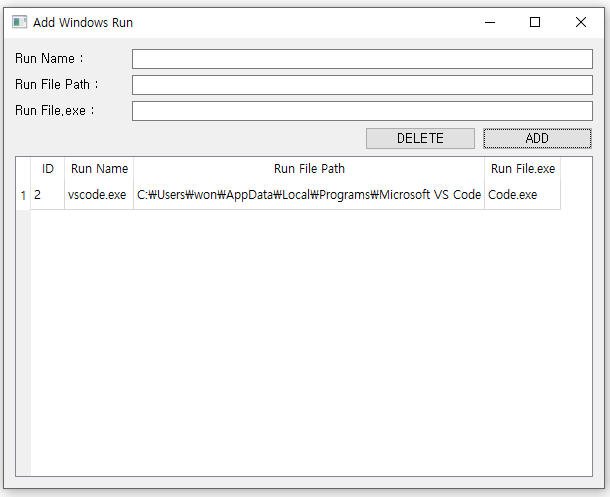 Add Windows Run
Run Name :
Run File Path :
Run File.exe :
DELETE ADD
ID Run Name Run File Path Run File.exe
1 2 vscode.exe C:₩Users₩won₩AppData₩Local₩Programs₩Microsoft VS Code Code.exe